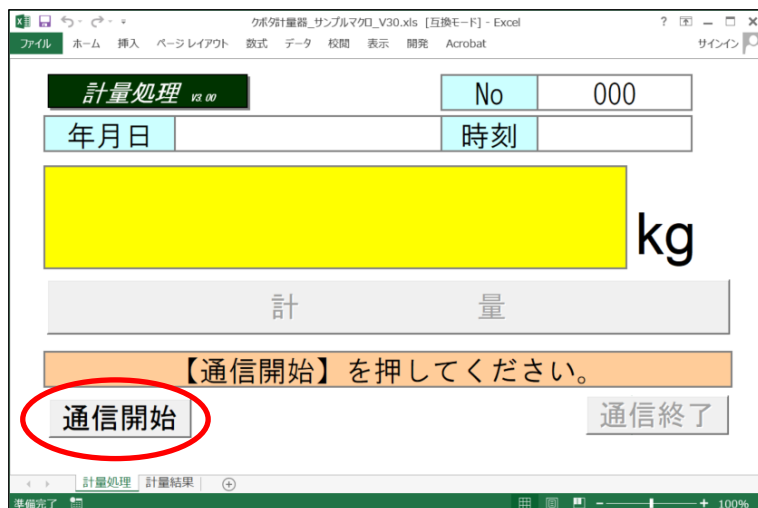 クボタ計量器_サンプルマクロ_V30.xls [互換モード] - Excel
ファイル ホーム 挿入 ページ レイアウト 数式 データ 校閲 表示 開発 Acrobat サインイン
計量処理 V3.00 No 000
年月日 時刻
kg
計 量
【通信開始】を押してください。
通信開始 通信終了
計量処理 計量結果
準備完了 100%